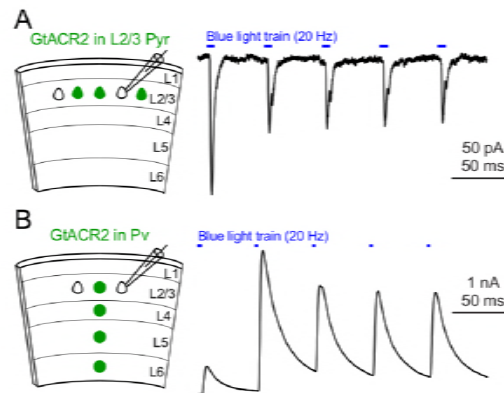 A
GtACR2 in L2/3 Pyr
Blue light train (20 Hz)
L1
L2/3
L4
L5
L6
50 pA
50 ms
B
GtACR2 in Pv
Blue light train (20 Hz)
L1
L2/3
L4
L5
L6
1 nA
50 ms